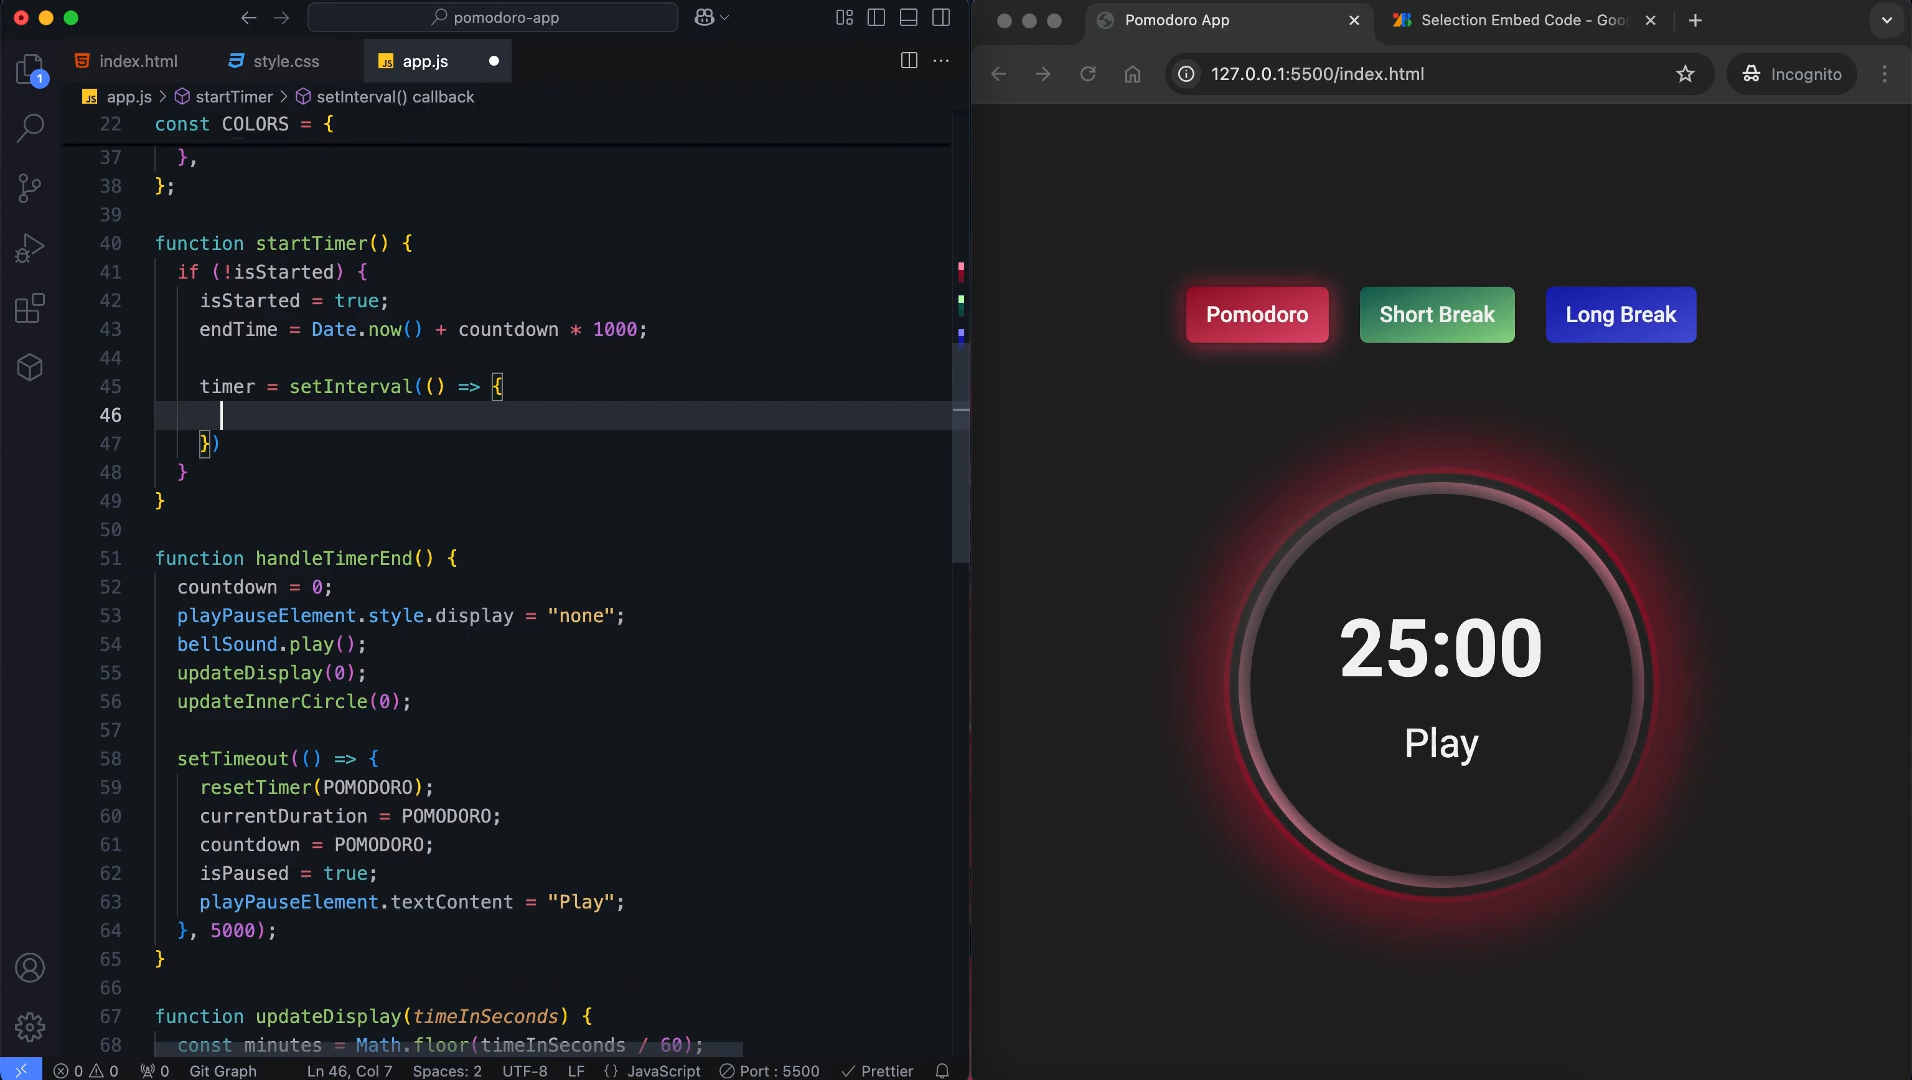 pomodoro-app
index.html
style.css
JS app.js
JS app.js > startTimer > setInterval() callback
22 const COLORS = {
37 },
38 };
39
40 function startTimer() {
41 if (!isStarted) {
42 isStarted = true;
43 endTime = Date.now() + countdown * 1000;
44
45 timer = setInterval(() => {
46
47 })
48 }
49 }
50
51 function handleTimerEnd() {
52 countdown = 0;
53 playPauseElement.style.display = "none";
54 bellSound.play();
55 updateDisplay(0);
56 updateInnerCircle(0);
57
58 setTimeout(() => {
59 resetTimer(POMODORO);
60 currentDuration = POMODORO;
61 countdown = POMODORO;
62 isPaused = true;
63 playPauseElement.textContent = "Play";
64 }, 5000);
65 }
66
67 function updateDisplay(timeInSeconds) {
68 const minutes = Math.floor(timeInSeconds / 60);
1
0 0 0 Git Graph Ln 46, Col 7 Spaces: 2 UTF-8 LF {} JavaScript Port : 5500 Prettier
Pomodoro App
Selection Embed Code - Goo
127.0.0.1:5500/index.html
Incognito
Pomodoro
Short Break
Long Break
25:00
Play